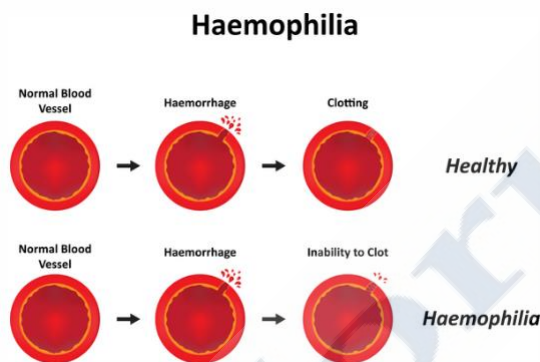 Haemophilia
Normal Blood
Vessel
Haemorrhage
Clotting
Healthy
Normal Blood
Vessel
Haemorrhage
Inability to Clot
Haemophilia